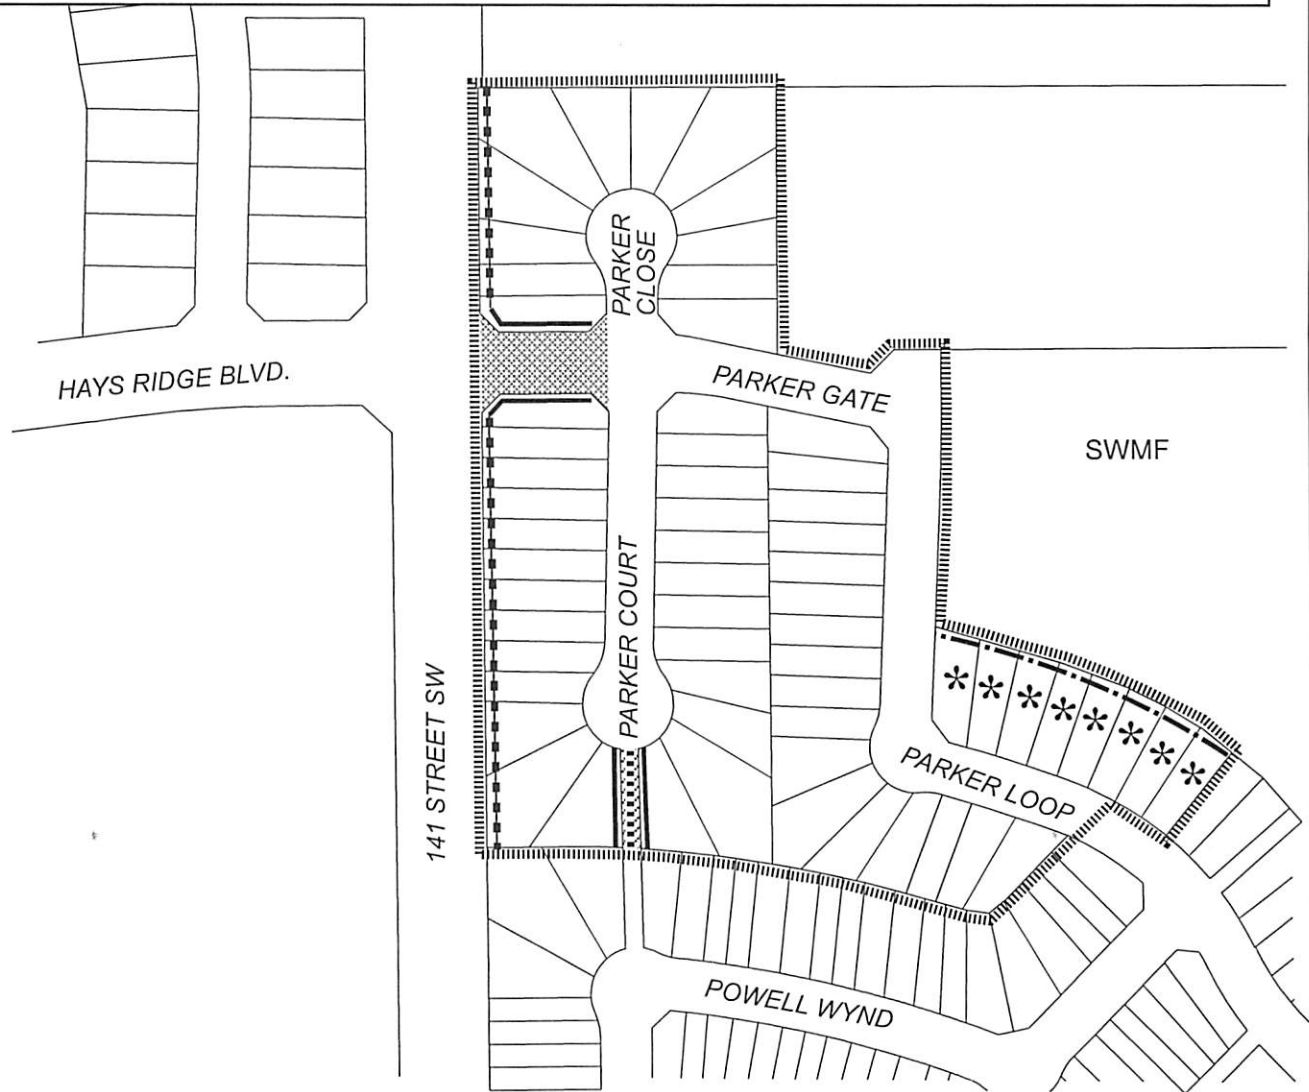 PARKER
CLOSE
HAYS RIDGE BLVD.
PARKER GATE
SWMF
PARKER COURT
141 STREET SW
PARKER LOOP
POWELL WYND